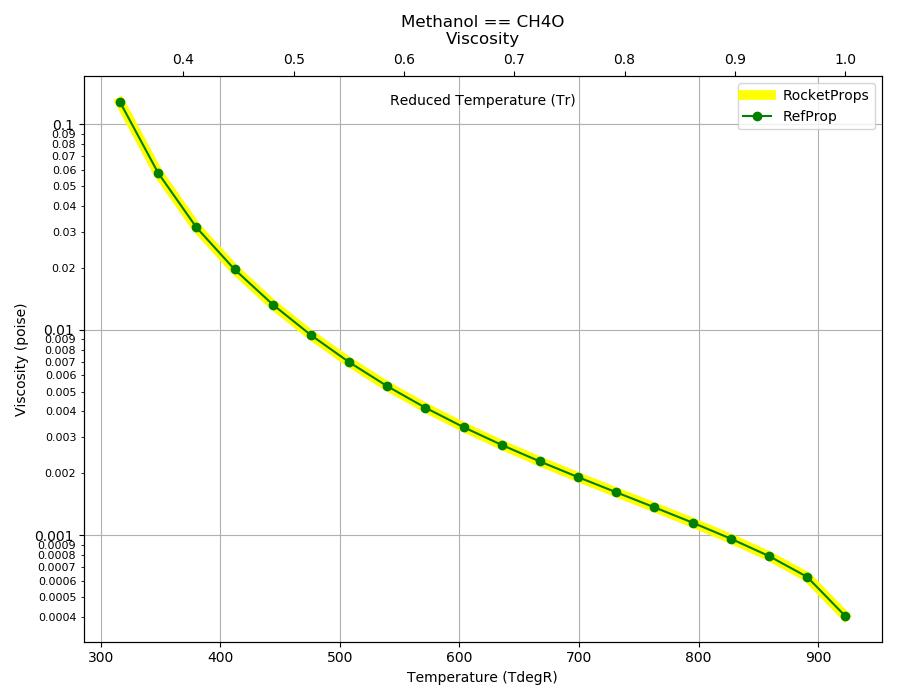 Methanol == CH4O
Viscosity
0.4 0.5 0.6 0.7 0.8 0.9 1.0
Reduced Temperature (Tr)
RocketProps
RefProp
0.1
0.09
0.08
0.07
0.06
0.05
0.04
0.03
0.02
0.01
0.009
0.008
0.007
0.006
0.005
0.004
0.003
0.002
0.001
0.0009
0.0008
0.0007
0.0006
0.0005
0.0004
Viscosity (poise)
300 400 500 600 700 800 900
Temperature (TdegR)